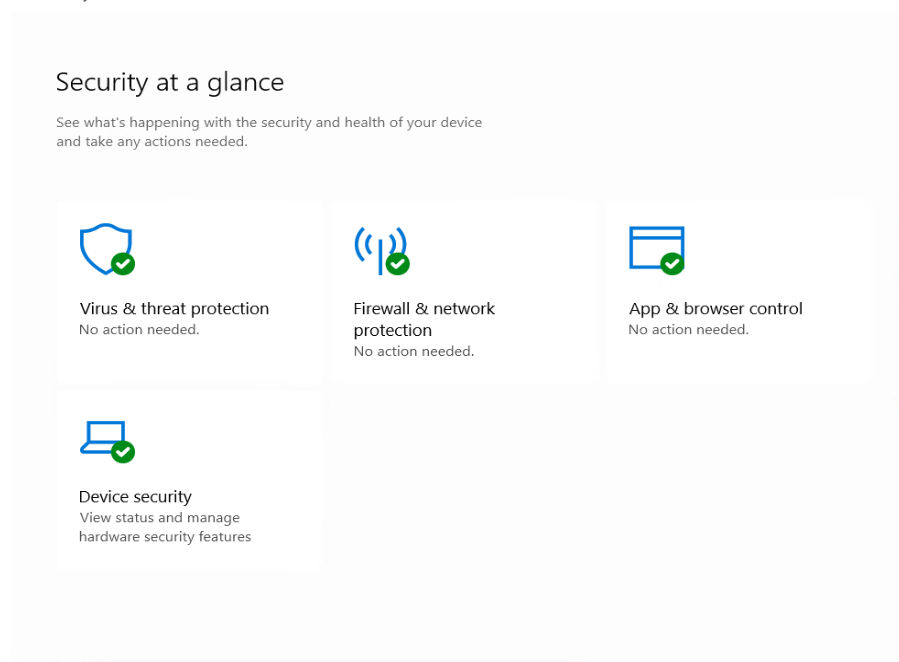 Security at a glance
See what's happening with the security and health of your device
and take any actions needed.
Virus & threat protection
No action needed.
Firewall & network
protection
No action needed.
App & browser control
No action needed.
Device security
View status and manage
hardware security features